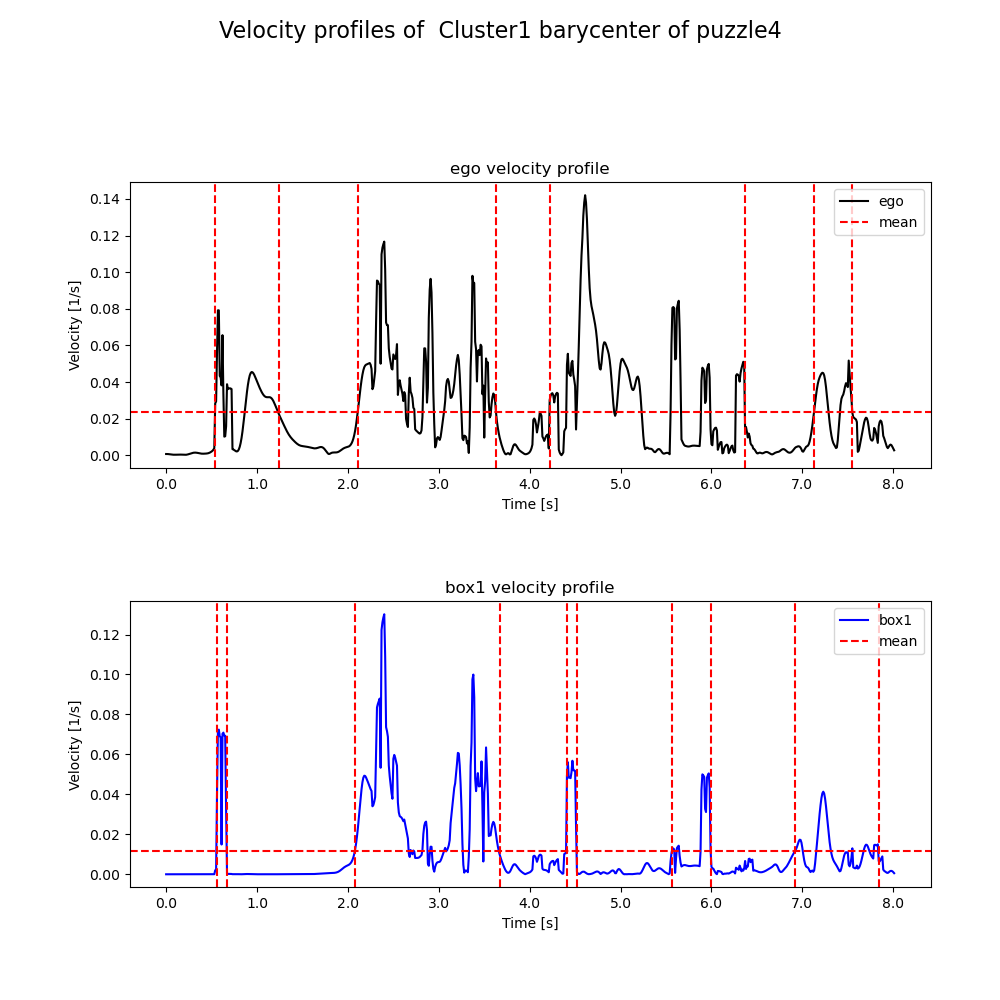 Velocity profiles of  Cluster1 barycenter of puzzle4
ego velocity profile
Velocity [1/s]
0.14
0.12
0.10
0.08
0.06
0.04
0.02
0.00
ego
mean
0.0 1.0 2.0 3.0 4.0 5.0 6.0 7.0 8.0
Time [s]
box1 velocity profile
Velocity [1/s]
0.12
0.10
0.08
0.06
0.04
0.02
0.00
box1
mean
0.0 1.0 2.0 3.0 4.0 5.0 6.0 7.0 8.0
Time [s]